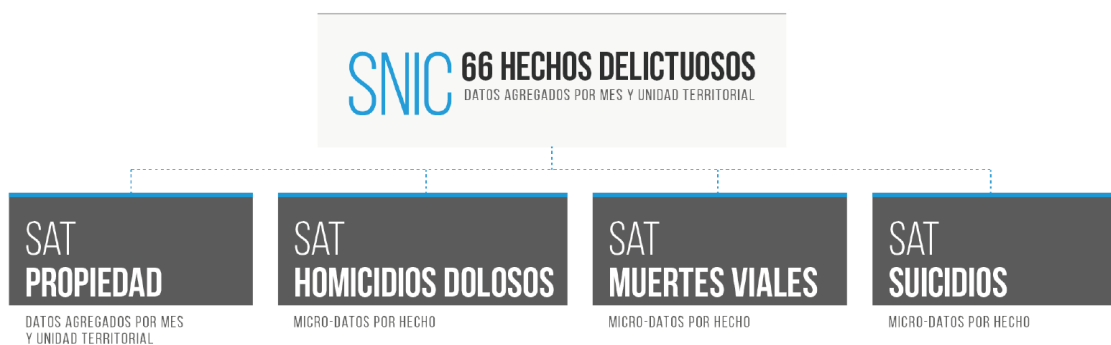 SNIC 66 HECHOS DELICTUOSOS
DATOS AGREGADOS POR MES Y UNIDAD TERRITORIAL
SAT
PROPIEDAD
DATOS AGREGADOS POR MES
Y UNIDAD TERRITORIAL
SAT
HOMICIDIOS DOLOSOS
MICRO-DATOS POR HECHO
SAT
MUERTES VIALES
MICRO-DATOS POR HECHO
SAT
SUICIDIOS
MICRO-DATOS POR HECHO